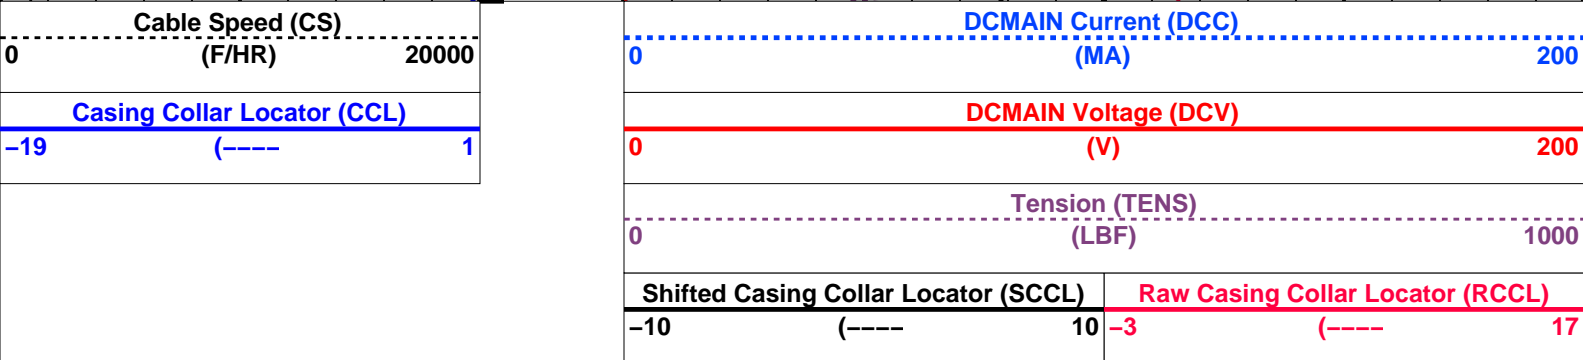 Cable Speed (CS)
0 (F/HR) 20000
Casing Collar Locator (CCL)
−19 (−−−− 1
DCMAIN Current (DCC)
0 (MA) 200
DCMAIN Voltage (DCV)
0 (V) 200
Tension (TENS)
0 (LBF) 1000
Shifted Casing Collar Locator (SCCL)
−10 (−−−− 10
Raw Casing Collar Locator (RCCL)
−3 (−−−− 17